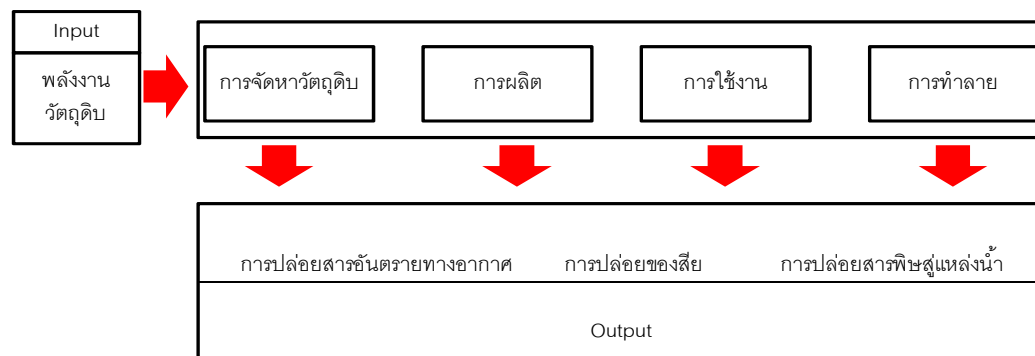 Input
พลังงาน
วัตถุดิบ
การจัดหาวัตถุดิบ
การผลิต
การใช้งาน
การทำลาย
การปล่อยสารอันตรายทางอากาศ
การปล่อยของสีย
การปล่อยสารพิษสู่แหล่งน้ำ
Output